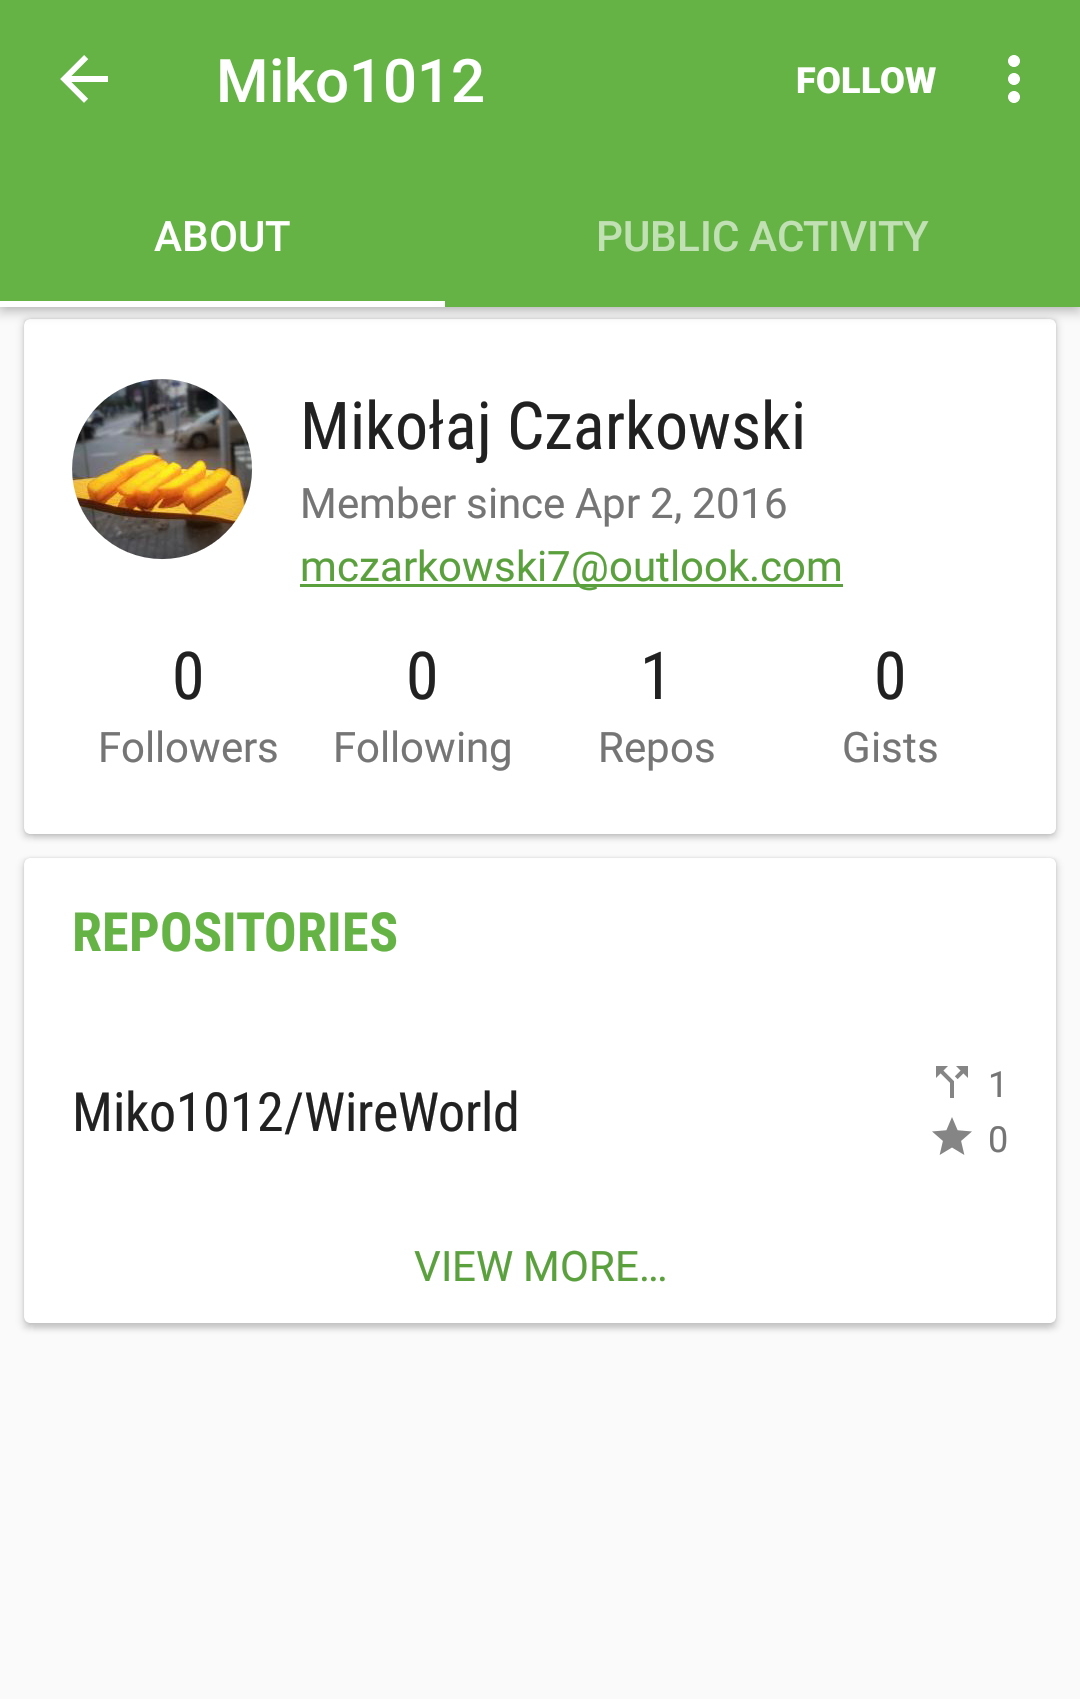 Miko1012
FOLLOW
ABOUT
PUBLIC ACTIVITY
Mikołaj Czarkowski
Member since Apr 2, 2016
mczarkowski7@outlook.com
0 0 1 0
Followers Following Repos Gists
REPOSITORIES
Miko1012/WireWorld
1
0
VIEW MORE...